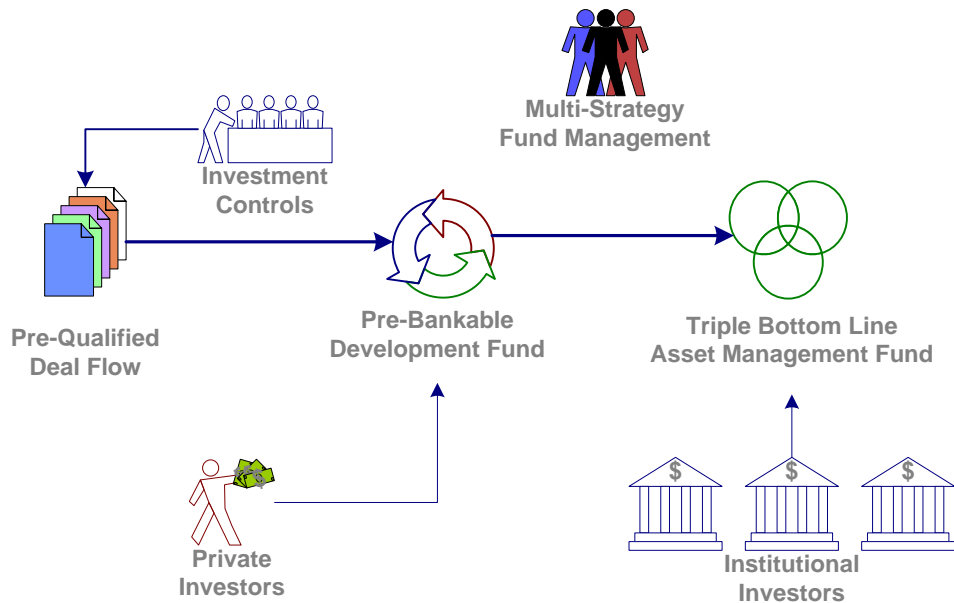 Multi-Strategy
Fund Management
Investment
Controls
Pre-Qualified
Deal Flow
Pre-Bankable
Development Fund
Triple Bottom Line
Asset Management Fund
$
$ $ $
Private
Investors
Institutional
Investors